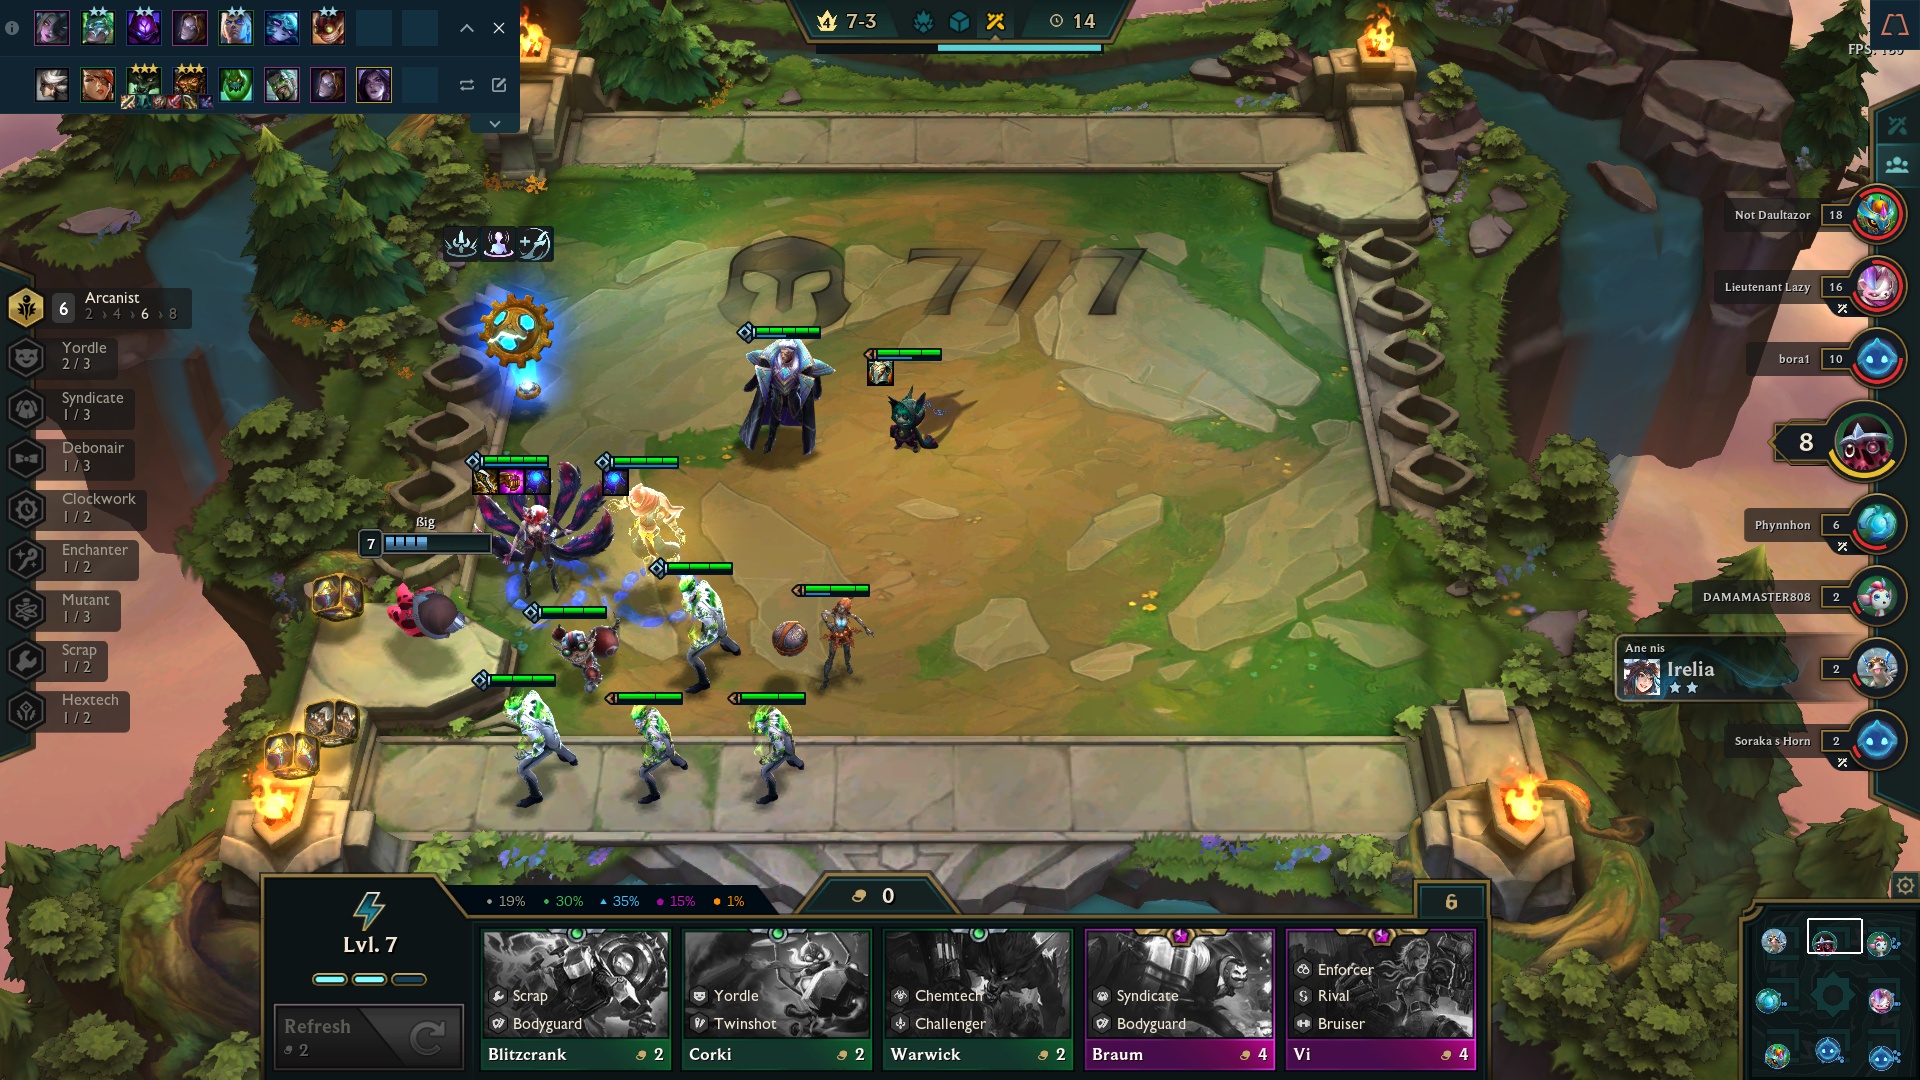 4
7-3
14
FPS:
7/7
Not Daultazor
18
Lieutenant Lazy
16
bora1
10
8
Phynnhon
6
DAMAMASTER808
2
Ane nis
Irelia
2
Soraka s Horn
2
6
Arcanist
2 › 4 › 6 › 8
Yordle
2 / 3
Syndicate
1 / 3
Debonair
1 / 3
Clockwork
1 / 2
Enchanter
1 / 2
Mutant
1 / 3
Scrap
1 / 2
Hextech
1 / 2
ßig
7
Lvl. 7
Refresh
2
19%
30%
35%
15%
1%
0
6
Scrap
Bodyguard
Blitzcrank
2
Yordle
Twinshot
Corki
2
Chemtech
Challenger
Warwick
2
Syndicate
Bodyguard
Braum
4
Enforcer
Rival
Bruiser
Vi
4